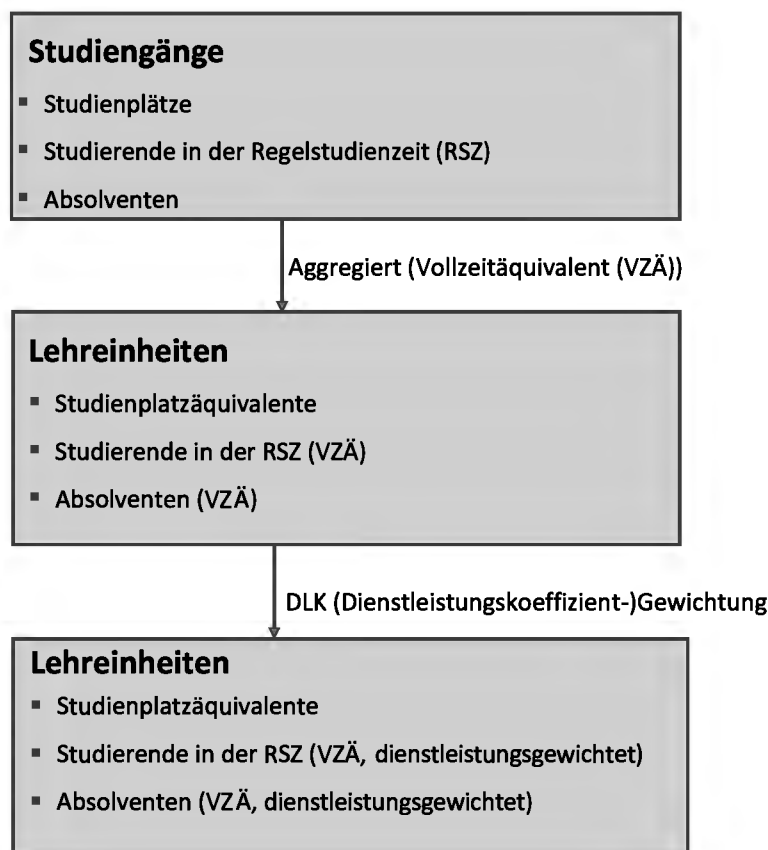 Studiengänge
▪ Studienplätze
▪ Studierende in der Regelstudienzeit (RSZ)
▪ Absolventen
Aggregiert (Vollzeitäquivalent (VZÄ))
Lehreinheiten
▪ Studienplatzäquivalente
▪ Studierende in der RSZ (VZÄ)
▪ Absolventen (VZÄ)
DLK (Dienstleistungskoeffizient-)Gewichtung
Lehreinheiten
▪ Studienplatzäquivalente
▪ Studierende in der RSZ (VZÄ, dienstleistungsgewichtet)
▪ Absolventen (VZÄ, dienstleistungsgewichtet)